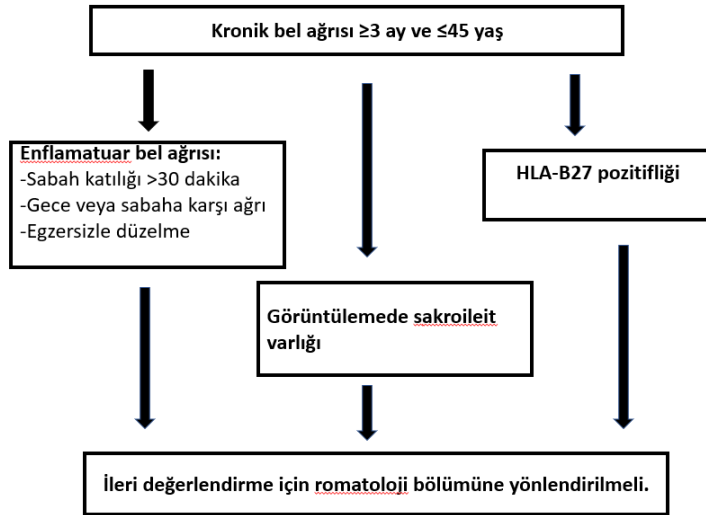 Kronik bel ağrısı ≥3 ay ve ≤45 yaş
Enflamatuar bel ağrısı:
-Sabah katılığı >30 dakika
-Gece veya sabaha karşı ağrı
-Egzersizle düzelme
HLA-B27 pozitifliği
Görüntülemede sakroileit
varlığı
İleri değerlendirme için romatoloji bölümüne yönlendirilmeli.